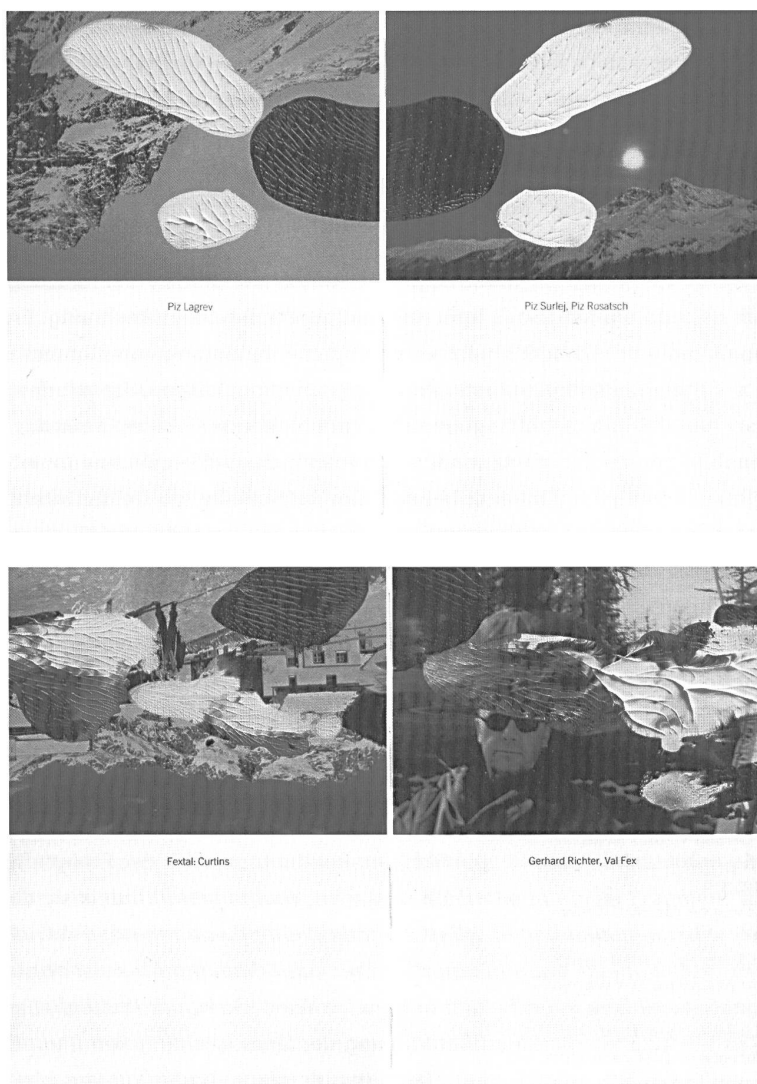 Piz Lagrev
Piz Surlej, Piz Rosatsch
Fextal: Curtins
Gerhard Richter, Val Fex